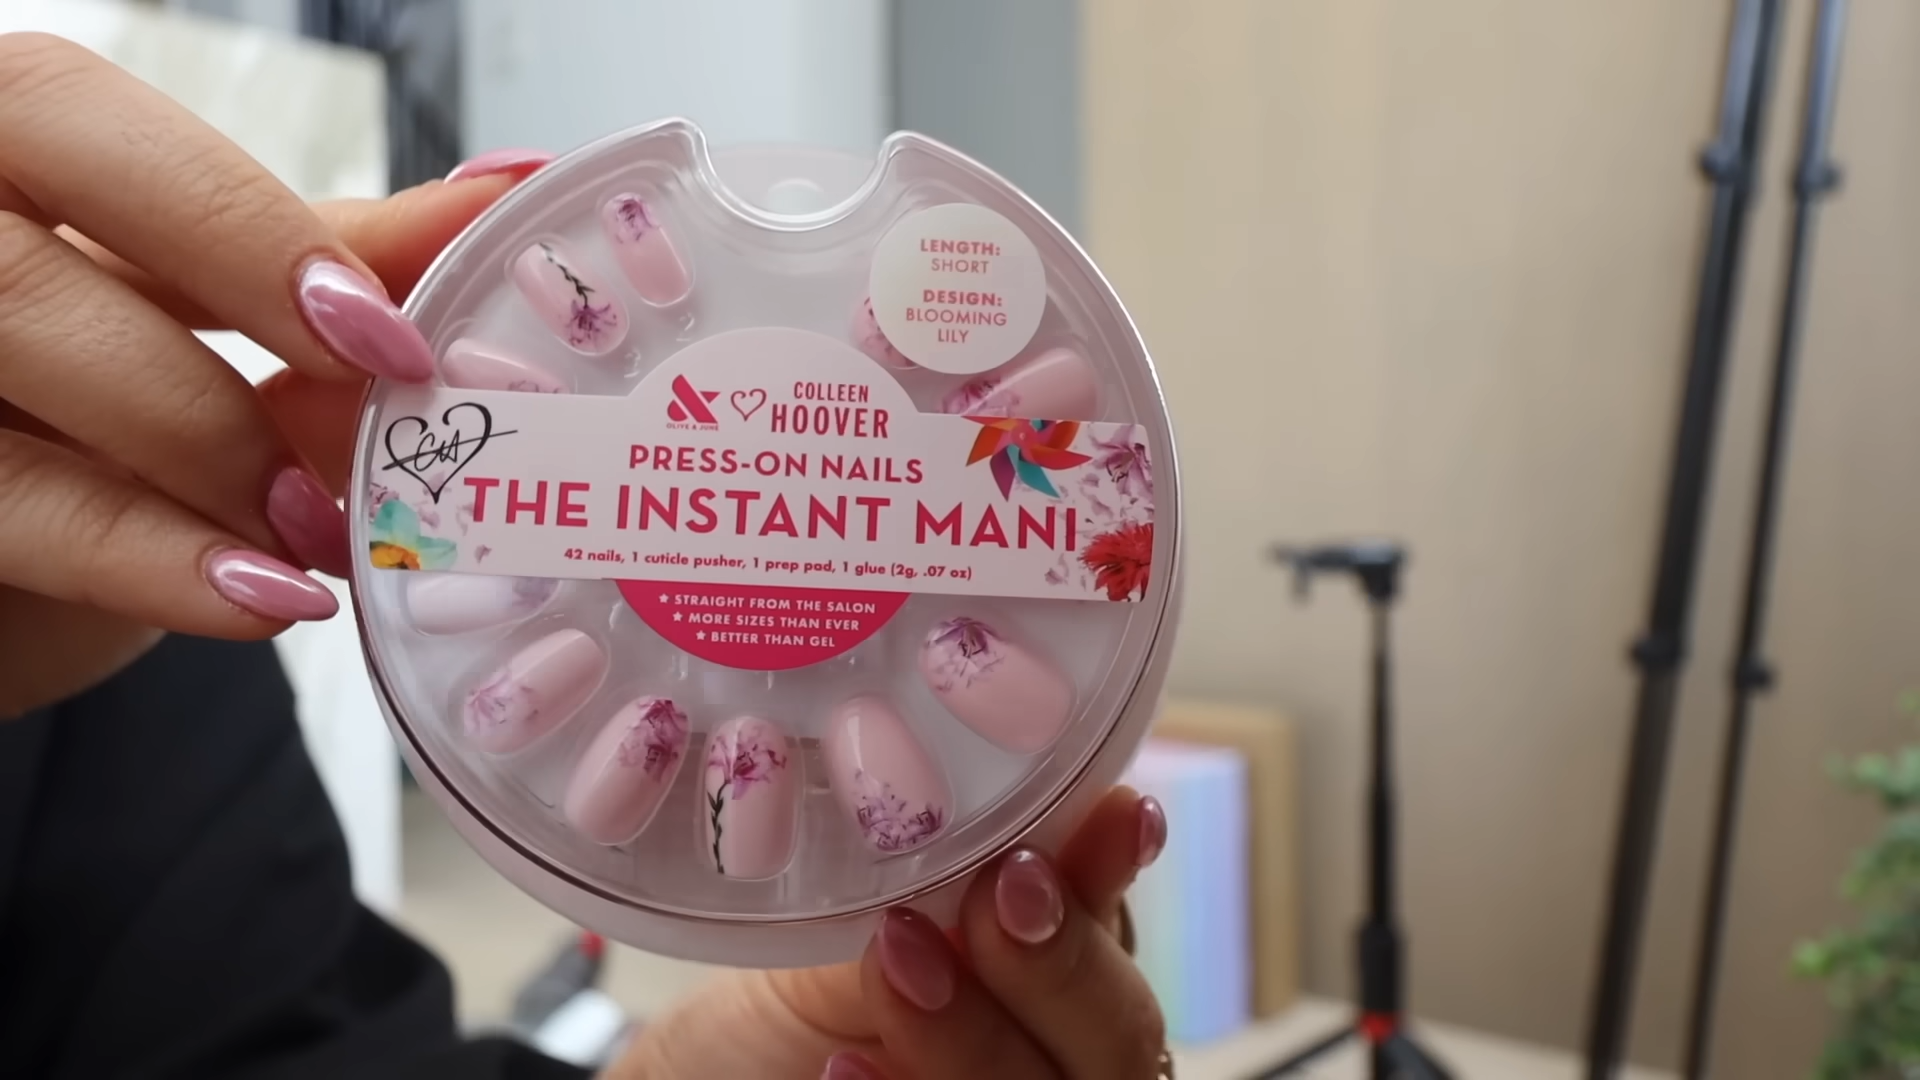 LENGTH:
SHORT
DESIGN:
BLOOMING
LILY
COLLEEN
HOOVER
OLIVE & JUNE
PRESS-ON NAILS
THE INSTANT MANI
42 nails, 1 cuticle pusher, 1 prep pad, 1 glue (2g, .07 oz)
★ STRAIGHT FROM THE SALON
★ MORE SIZES THAN EVER
★ BETTER THAN GEL